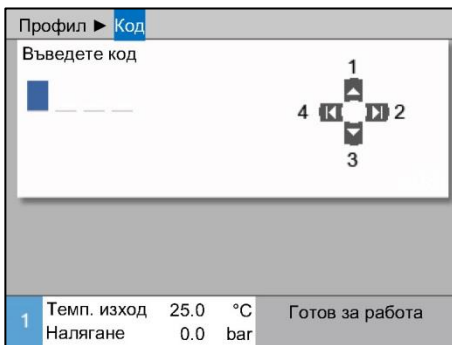 Профил ► Код
Въведете код
1
4 2
3
1
Темп. изход 25.0 °C
Налягане 0.0 bar
Готов за работа